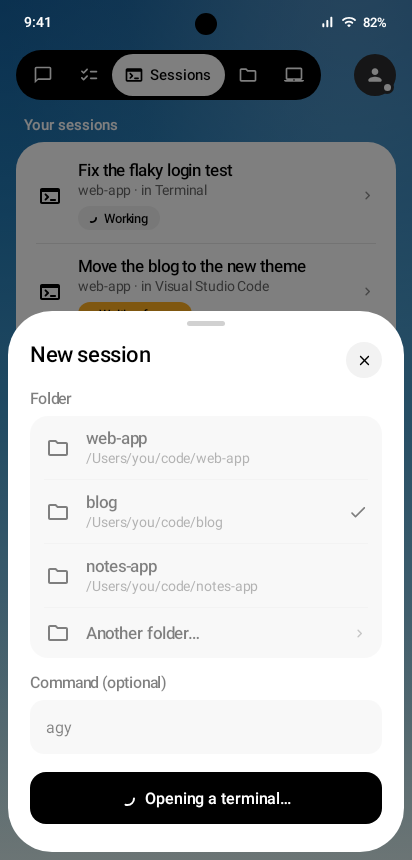 9:41
82%
Sessions
Your sessions
Fix the flaky login test
web-app · in Terminal
Working
Move the blog to the new theme
web-app · in Visual Studio Code
New session
Folder
web-app
/Users/you/code/web-app
blog
/Users/you/code/blog
notes-app
/Users/you/code/notes-app
Another folder...
Command (optional)
agy
Opening a terminal...